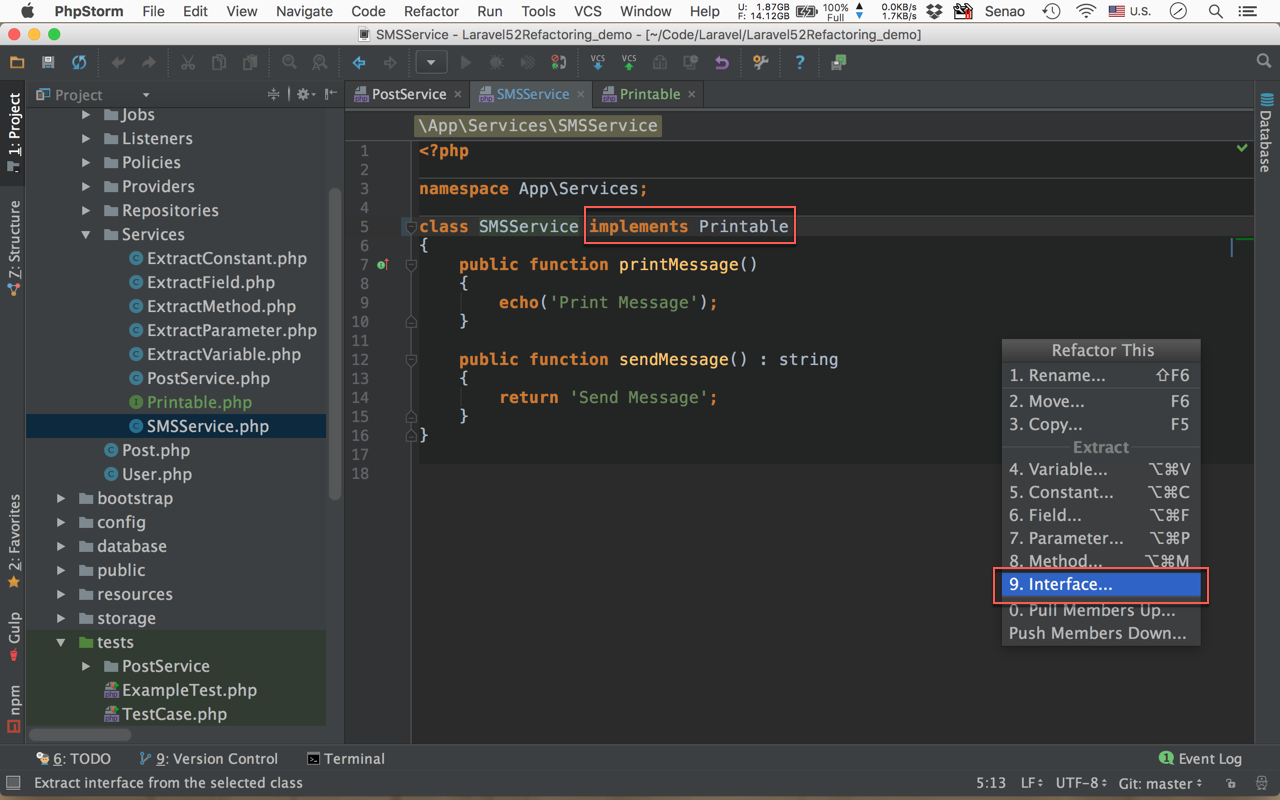 PhpStorm File Edit View Navigate Code Refactor Run Tools VCS Window Help U: 1.87GB F: 14.12GB 100% Full 0.0KB/s 1.7KB/s Senao U.S.
SMSService - Laravel52Refactoring_demo - [~/Code/Laravel/Laravel52Refactoring_demo]
VCS VCS ?
1: Project
7: Structure
2: Favorites
Gulp
npm
Project
Jobs
Listeners
Policies
Providers
Repositories
Services
ExtractConstant.php
ExtractField.php
ExtractMethod.php
ExtractParameter.php
ExtractVariable.php
PostService.php
Printable.php
SMSService.php
Post.php
User.php
bootstrap
config
database
public
resources
storage
tests
PostService
ExampleTest.php
TestCase.php
PostService × SMSService × Printable ×
\App\Services\SMSService
1 <?php
2
3 namespace App\Services;
4
5 class SMSService implements Printable
6 {
7 public function printMessage()
8 {
9 echo('Print Message');
10 }
11
12 public function sendMessage() : string
13 {
14 return 'Send Message';
15 }
16 }
17
18
Refactor This
1. Rename... ⇧F6
2. Move... F6
3. Copy... F5
Extract
4. Variable... ⌥⌘V
5. Constant... ⌥⌘C
6. Field... ⌥⌘F
7. Parameter... ⌥⌘P
8. Method... ⌥⌘M
9. Interface...
0. Pull Members Up...
Push Members Down...
Database
6: TODO 9: Version Control Terminal 1 Event Log
Extract interface from the selected class 5:13 LF UTF-8 Git: master